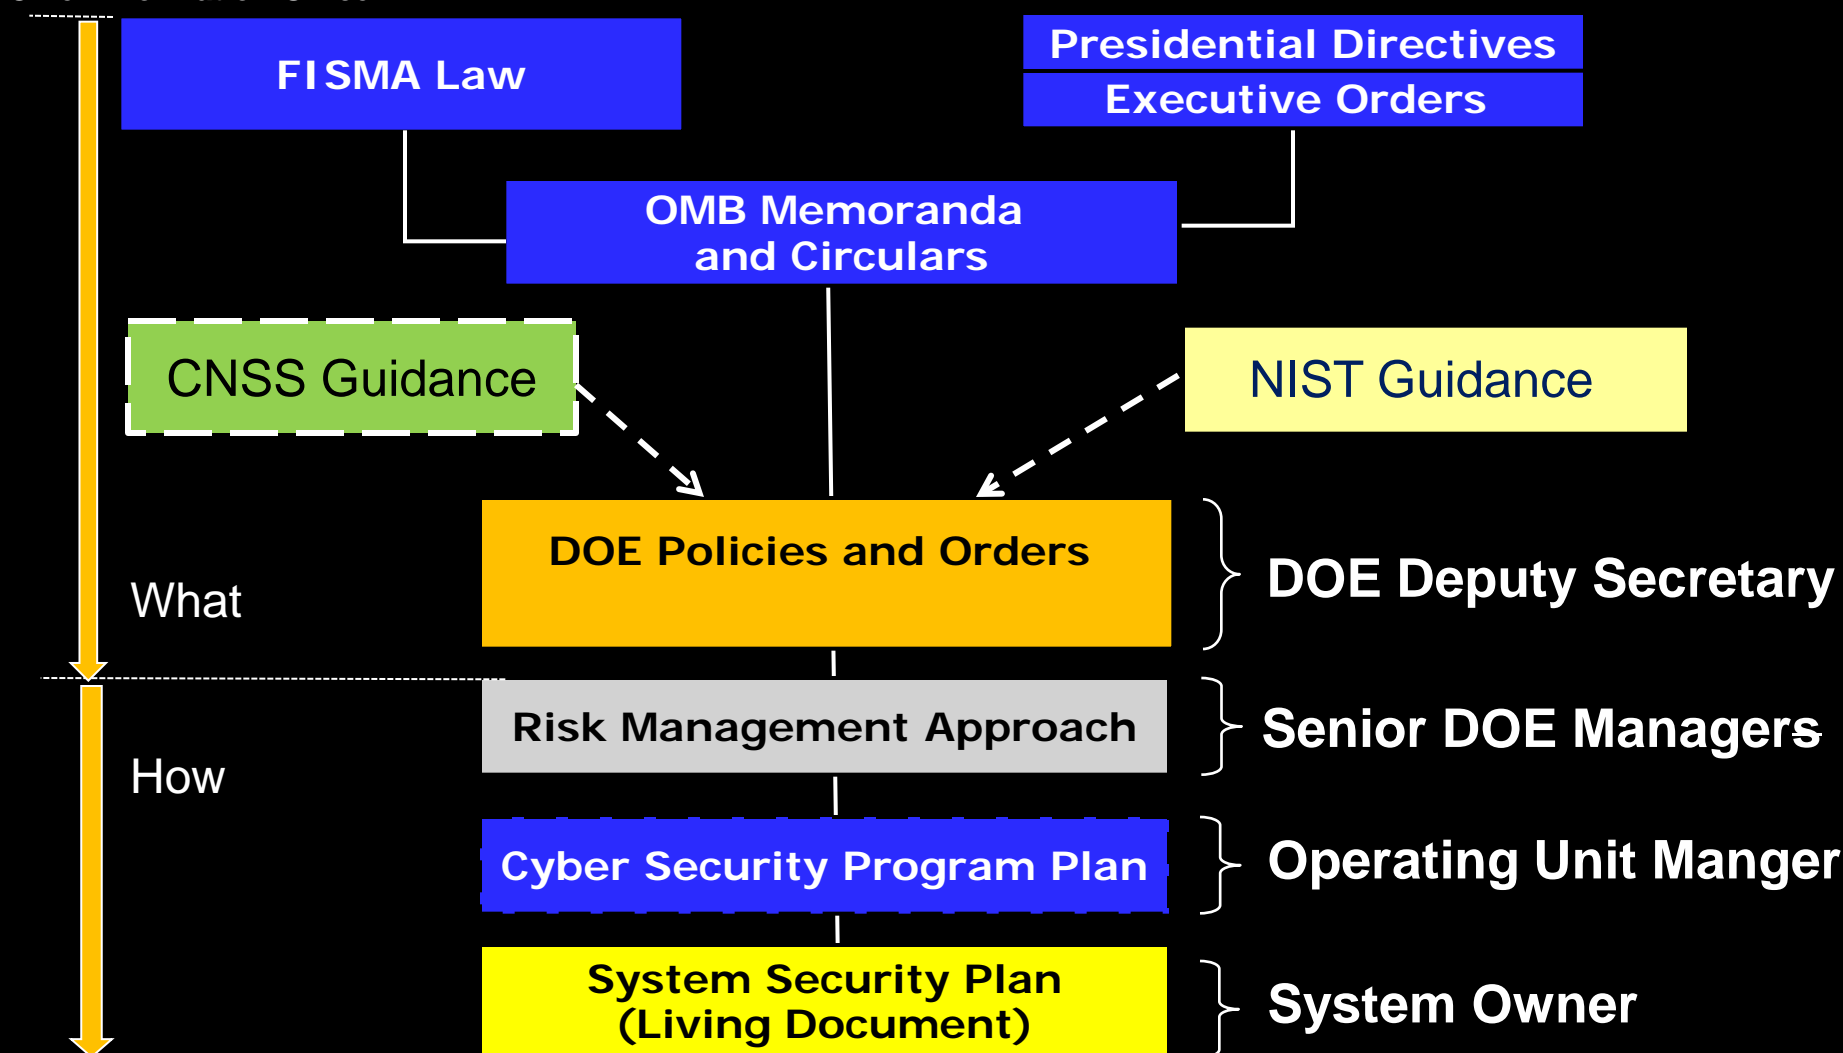 FISMA Law
Presidential Directives
Executive Orders
OMB Memoranda
and Circulars
CNSS Guidance
NIST Guidance
DOE Policies and Orders
DOE Deputy Secretary
What
Risk Management Approach
Senior DOE Managers
How
Cyber Security Program Plan
Operating Unit Manger
System Security Plan
(Living Document)
System Owner